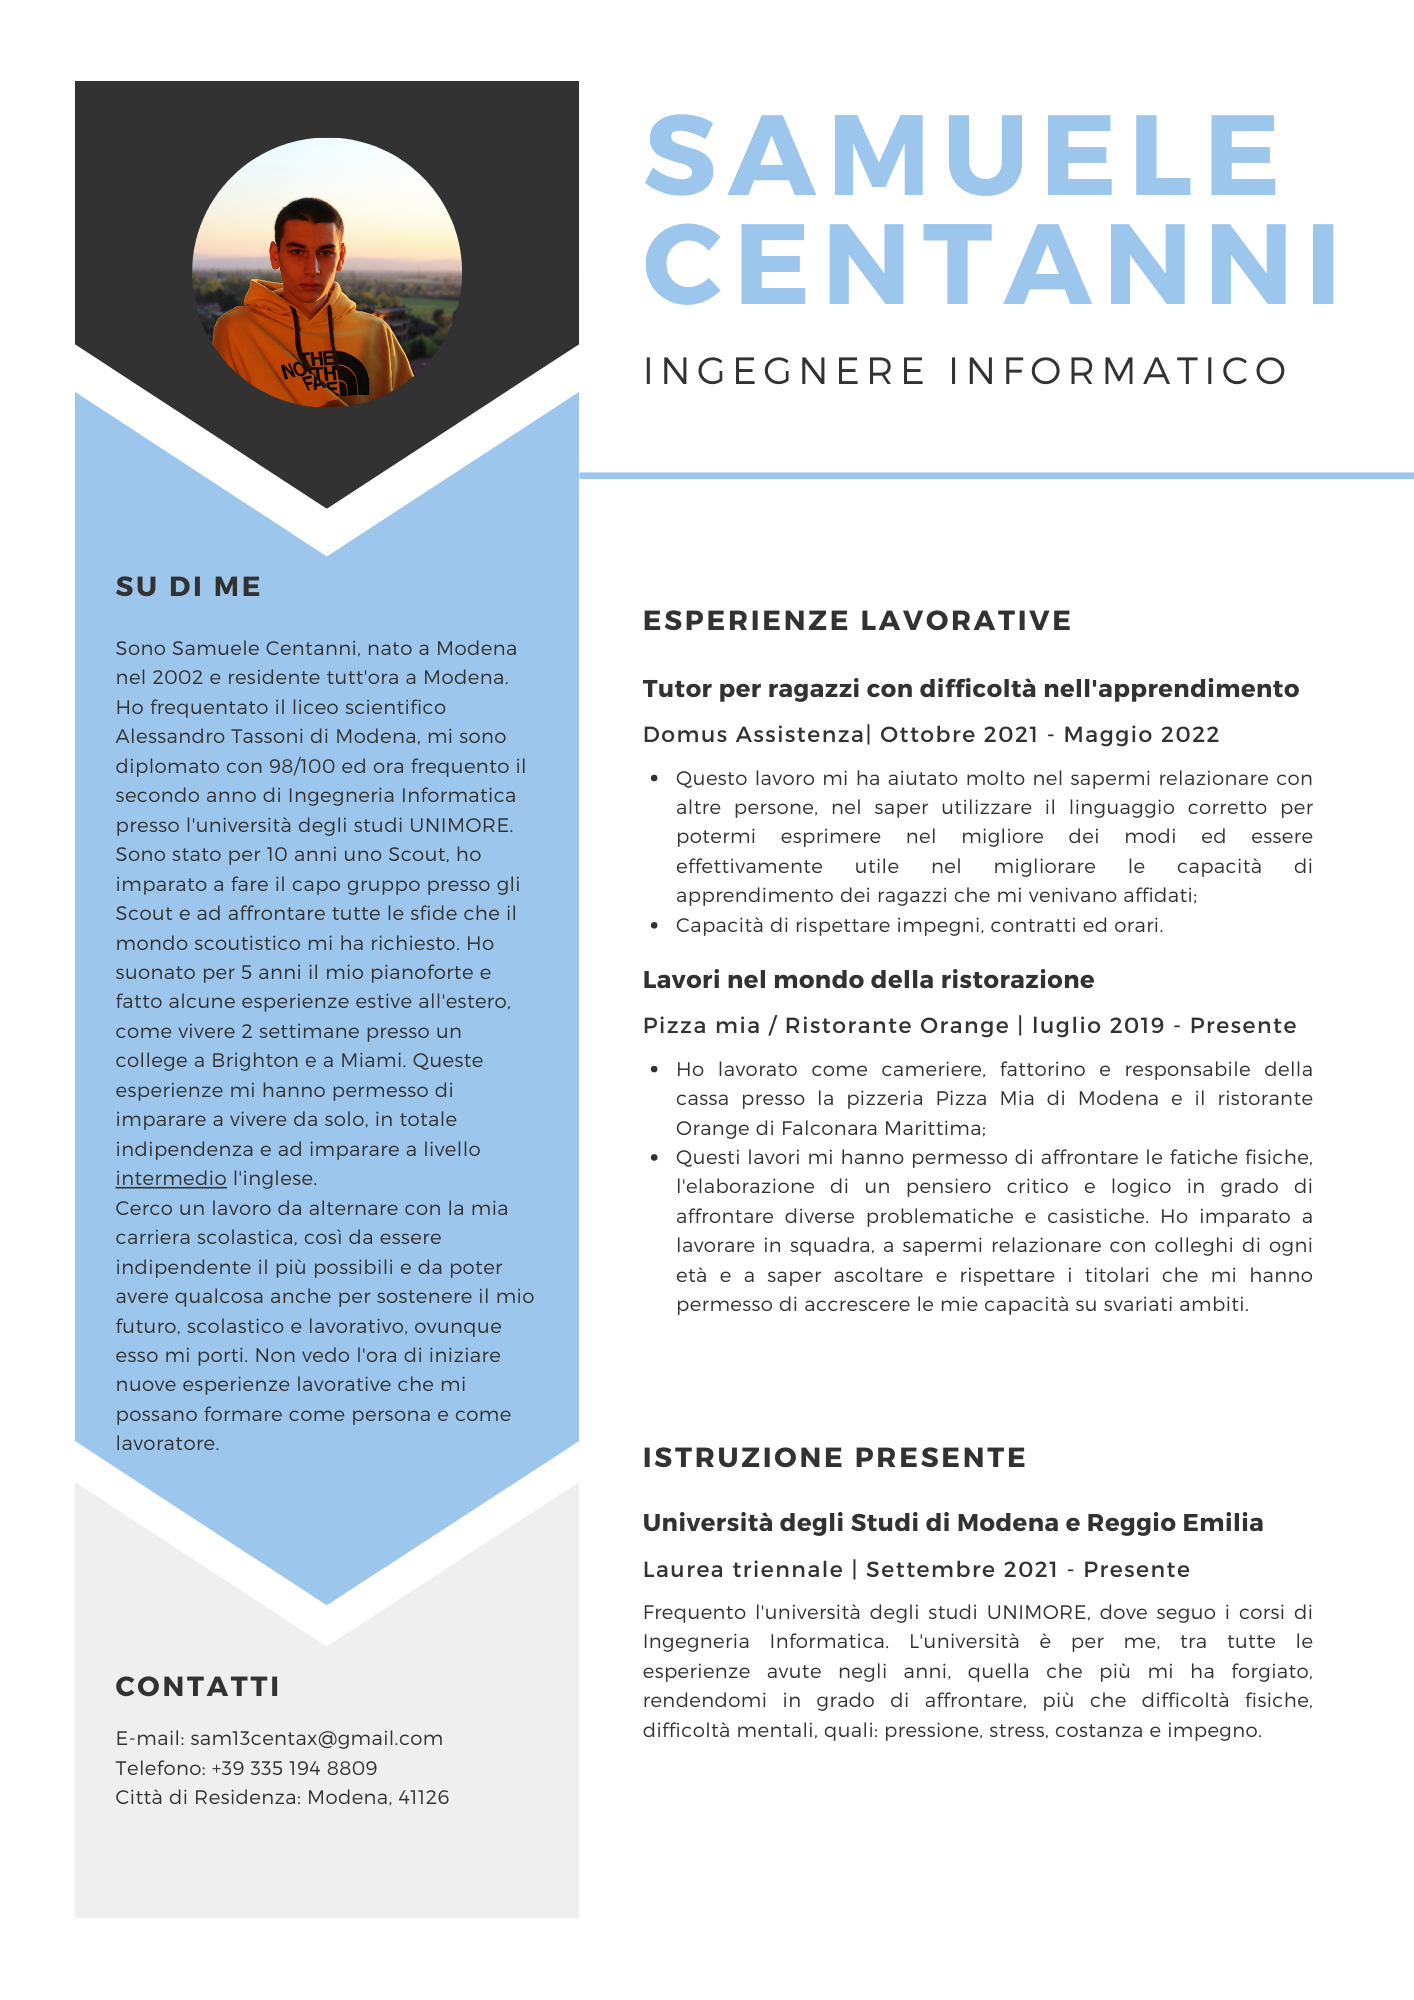 SAMUELE
CENTANNI
INGEGNERE INFORMATICO
THE
NORTH
FACE
SU DI ME
Sono Samuele Centanni, nato a Modena
nel 2002 e residente tutt'ora a Modena.
Ho frequentato il liceo scientifico
Alessandro Tassoni di Modena, mi sono
diplomato con 98/100 ed ora frequento il
secondo anno di Ingegneria Informatica
presso l'università degli studi UNIMORE.
Sono stato per 10 anni uno Scout, ho
imparato a fare il capo gruppo presso gli
Scout e ad affrontare tutte le sfide che il
mondo scoutistico mi ha richiesto. Ho
suonato per 5 anni il mio pianoforte e
fatto alcune esperienze estive all'estero,
come vivere 2 settimane presso un
college a Brighton e a Miami. Queste
esperienze mi hanno permesso di
imparare a vivere da solo, in totale
indipendenza e ad imparare a livello
intermedio l'inglese.
Cerco un lavoro da alternare con la mia
carriera scolastica, così da essere
indipendente il più possibili e da poter
avere qualcosa anche per sostenere il mio
futuro, scolastico e lavorativo, ovunque
esso mi porti. Non vedo l'ora di iniziare
nuove esperienze lavorative che mi
possano formare come persona e come
lavoratore.
CONTATTI
E-mail: sam13centax@gmail.com
Telefono: +39 335 194 8809
Città di Residenza: Modena, 41126
ESPERIENZE LAVORATIVE
Tutor per ragazzi con difficoltà nell'apprendimento
Domus Assistenza| Ottobre 2021 - Maggio 2022
• Questo lavoro mi ha aiutato molto nel sapermi relazionare con
altre persone, nel saper utilizzare il linguaggio corretto per
potermi esprimere nel migliore dei modi ed essere
effettivamente utile nel migliorare le capacità di
apprendimento dei ragazzi che mi venivano affidati;
• Capacità di rispettare impegni, contratti ed orari.
Lavori nel mondo della ristorazione
Pizza mia / Ristorante Orange | luglio 2019 - Presente
• Ho lavorato come cameriere, fattorino e responsabile della
cassa presso la pizzeria Pizza Mia di Modena e il ristorante
Orange di Falconara Marittima;
• Questi lavori mi hanno permesso di affrontare le fatiche fisiche,
l'elaborazione di un pensiero critico e logico in grado di
affrontare diverse problematiche e casistiche. Ho imparato a
lavorare in squadra, a sapermi relazionare con colleghi di ogni
età e a saper ascoltare e rispettare i titolari che mi hanno
permesso di accrescere le mie capacità su svariati ambiti.
ISTRUZIONE PRESENTE
Università degli Studi di Modena e Reggio Emilia
Laurea triennale | Settembre 2021 - Presente
Frequento l'università degli studi UNIMORE, dove seguo i corsi di
Ingegneria Informatica. L'università è per me, tra tutte le
esperienze avute negli anni, quella che più mi ha forgiato,
rendendomi in grado di affrontare, più che difficoltà fisiche,
difficoltà mentali, quali: pressione, stress, costanza e impegno.